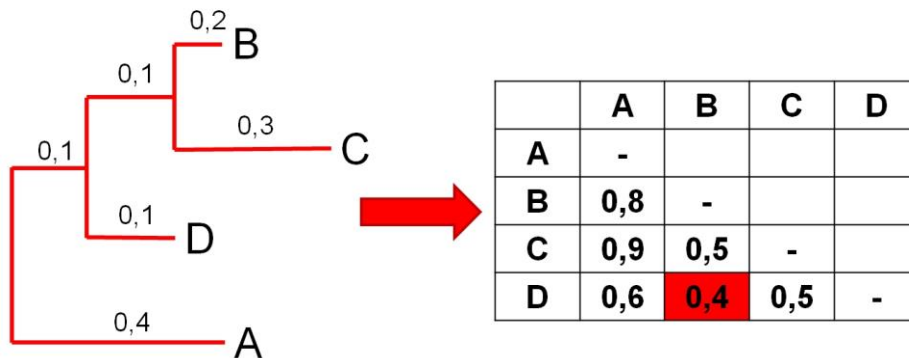 0,2
B
0,1
0,3
C
0,1
0,1
D
0,4
A
A B C D
A -
B 0,8 -
C 0,9 0,5 -
D 0,6 0,4 0,5 -